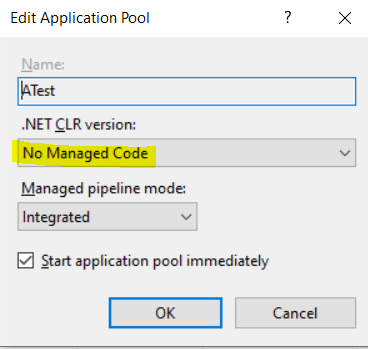 Edit Application Pool
?
Name:
ATest
.NET CLR version:
No Managed Code
Managed pipeline mode:
Integrated
Start application pool immediately
OK
Cancel